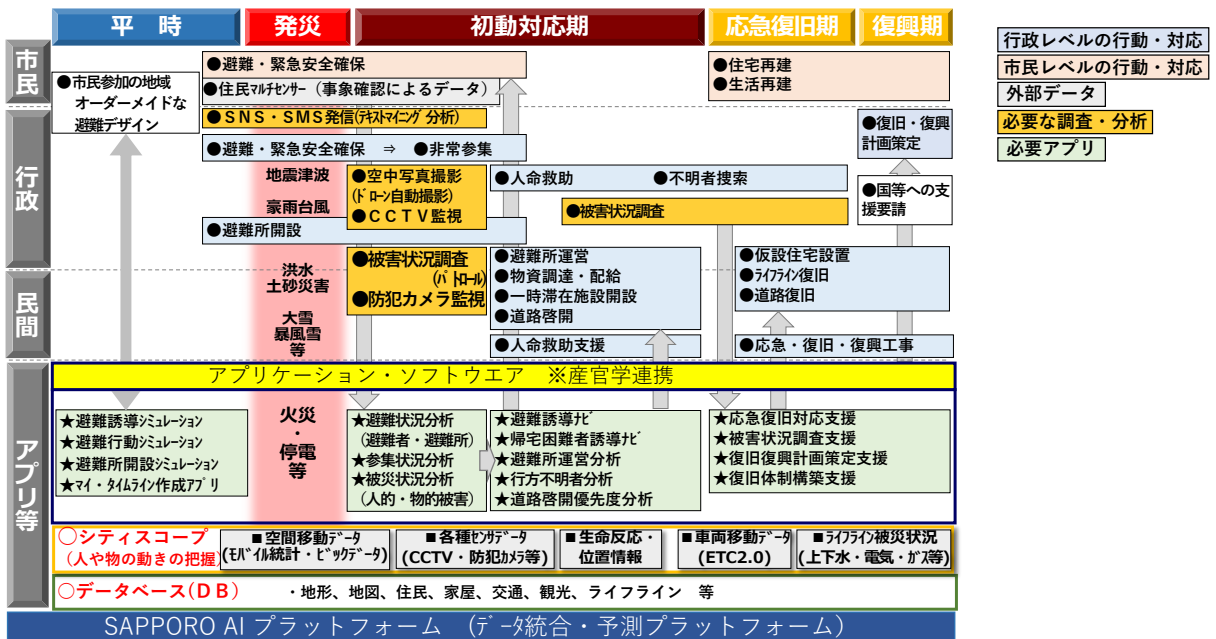 平　時
発災
初動対応期
応急復旧期
復興期
行政レベルの行動・対応
市民レベルの行動・対応
外部データ
必要な調査・分析
必要アプリ
市民
●市民参加の地域
オーダーメイドな
避難デザイン
●避難・緊急安全確保
●住民ﾏﾙﾁｾﾝｻｰ（事象確認によるデータ）
●住宅再建
●生活再建
行政
●ＳＮＳ・ＳＭＳ発信(ﾃｷｽﾄﾏｲﾆﾝｸﾞ分析)
●避難・緊急安全確保　⇒　●非常参集
地震津波
豪雨台風
●空中写真撮影
(ﾄﾞﾛｰﾝ自動撮影)
●ＣＣＴＶ監視
●人命救助
●不明者捜索
●被害状況調査
●復旧・復興
計画策定
●国等への支
援要請
●避難所開設
民間
洪水
土砂災害
大雪
暴風雪
等
●被害状況調査
(ﾊﾟﾄﾛｰﾙ)
●防犯カメラ監視
●避難所運営
●物資調達・配給
●一時滞在施設開設
●道路啓開
●人命救助支援
●仮設住宅設置
●ﾗｲﾌﾗｲﾝ復旧
●道路復旧
●応急・復旧・復興工事
アプリ等
アプリケーション・ソフトウエア　※産官学連携
★避難誘導ｼﾐｭﾚｰｼｮﾝ
★避難行動ｼﾐｭﾚｰｼｮﾝ
★避難所開設ｼﾐｭﾚｰｼｮﾝ
★ﾏｲ・ﾀｲﾑﾗｲﾝ作成ｱﾌﾟﾘ
火災
・
停電
等
★避難状況分析
(避難者・避難所)
★参集状況分析
★被災状況分析
(人的・物的被害)
★避難誘導ﾅﾋﾞ
★帰宅困難者誘導ﾅﾋﾞ
★避難所運営分析
★行方不明者分析
★道路啓開優先度分析
★応急復旧対応支援
★被害状況調査支援
★復旧復興計画策定支援
★復旧体制構築支援
○シティスコープ
(人や物の動きの把握)
■空間移動ﾃﾞｰﾀ
(ﾓﾊﾞｲﾙ統計・ﾋﾞｯｸﾞﾃﾞｰﾀ)
■各種ｾﾝｻﾃﾞｰﾀ
(CCTV・防犯ｶﾒﾗ等)
■生命反応・
位置情報
■車両移動ﾃﾞｰﾀ
(ETC2.0)
■ﾗｲﾌﾗｲﾝ被災状況
(上下水・電気・ｶﾞｽ等)
○データベース(ＤＢ)　・地形、地図、住民、家屋、交通、観光、ライフライン　等
SAPPORO AI プラットフォーム　（ﾃﾞｰﾀ統合・予測プラットフォーム）